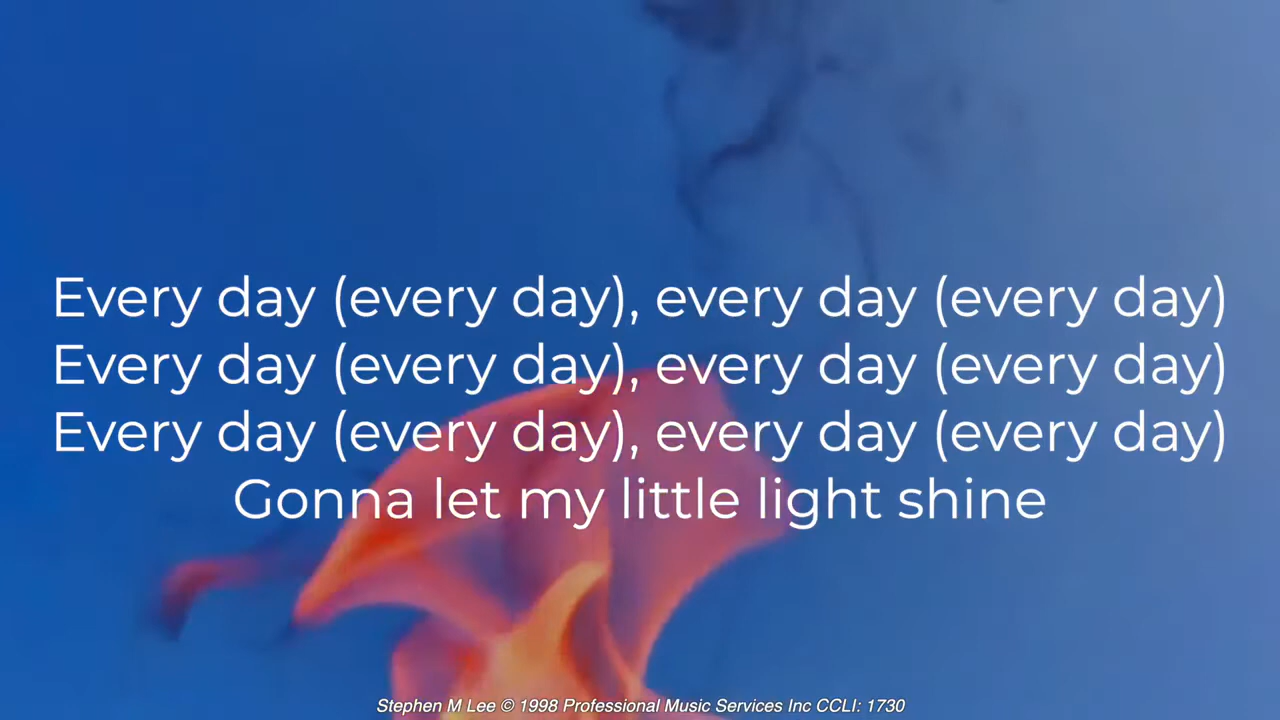 Every day (every day), every day (every day)
Every day (every day), every day (every day)
Every day (every day), every day (every day)
Gonna let my little light shine
Stephen M Lee © 1998 Professional Music Services Inc CCLI: 1730